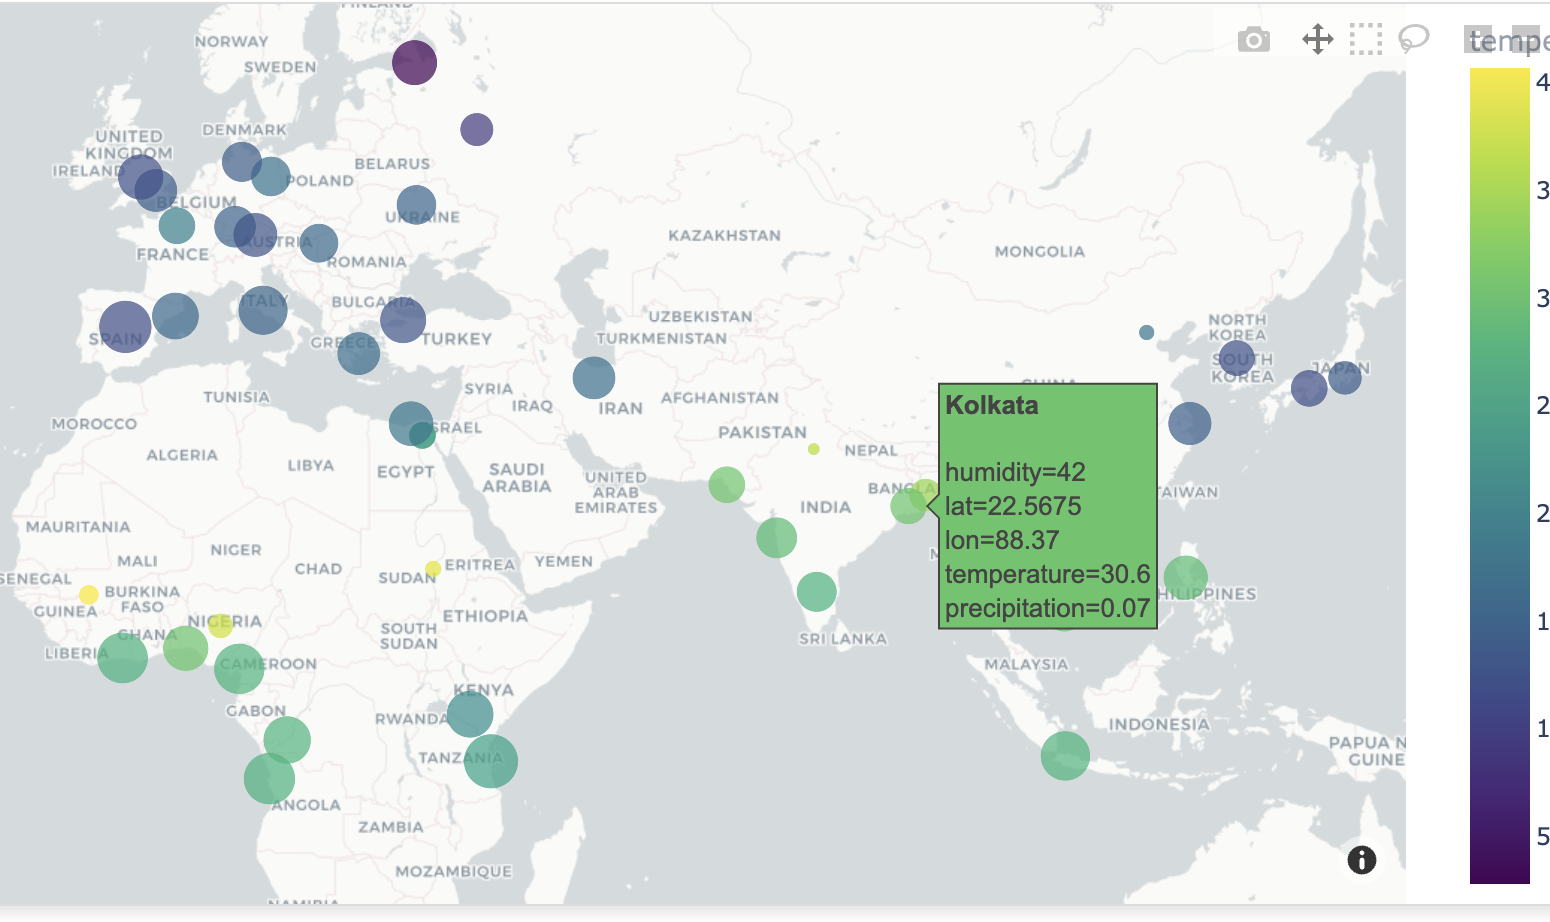 FINLAND
NORWAY
SWEDEN
tempe
DENMARK
UNITED
KINGDOM
IRELAND
BELARUS
POLAND
BELGIUM
UKRAINE
AUSTRIA
FRANCE
ROMANIA
KAZAKHSTAN
MONGOLIA
ITALY
BULGARIA
SPAIN
GREECE
TURKEY
UZBEKISTAN
TURKMENISTAN
NORTH
KOREA
SOUTH
KOREA
JAPAN
CHINA
TUNISIA
SYRIA
IRAQ
IRAN
AFGHANISTAN
MOROCCO
ISRAEL
PAKISTAN
NEPAL
ALGERIA
LIBYA
EGYPT
SAUDI
ARABIA
UNITED
ARAB
EMIRATES
INDIA
BANGLA
TAIWAN
Kolkata
humidity=42
lat=22.5675
lon=88.37
temperature=30.6
precipitation=0.07
MAURITANIA
MALI
NIGER
CHAD
SUDAN
ERITREA
YEMEN
M
SENEGAL
BURKINA
FASO
GUINEA
NIGERIA
GHANA
LIBERIA
CAMEROON
SOUTH
SUDAN
ETHIOPIA
SRI LANKA
PHILIPPINES
MALAYSIA
GABON
RWANDA
KENYA
TANZANIA
INDONESIA
PAPUA N
GUINE
ANGOLA
ZAMBIA
MOZAMBIQUE
NAMIBIA
4
3
3
2
2
1
1
5